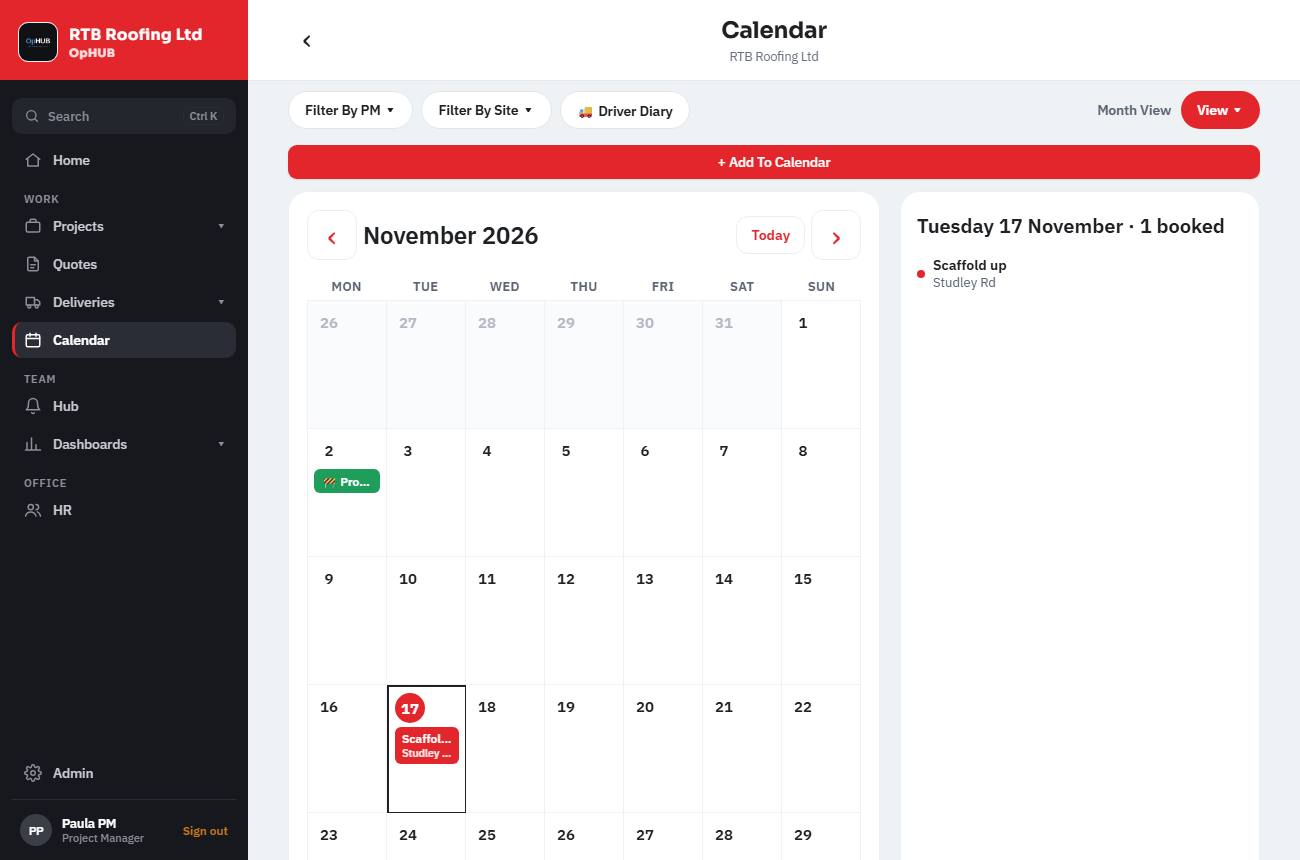 RTB Roofing Ltd
OpHUB
OpHUB
Search Ctrl K
Home
WORK
Projects
Quotes
Deliveries
Calendar
TEAM
Hub
Dashboards
OFFICE
HR
Admin
PP
Paula PM
Project Manager
Sign out
Calendar
RTB Roofing Ltd
Filter By PM
Filter By Site
Driver Diary
Month View
View
+ Add To Calendar
November 2026
Today
MON TUE WED THU FRI SAT SUN
26 27 28 29 30 31 1
2 3 4 5 6 7 8
Pro...
9 10 11 12 13 14 15
16 17 18 19 20 21 22
Scaffol...
Studley ...
23 24 25 26 27 28 29
Tuesday 17 November · 1 booked
Scaffold up
Studley Rd